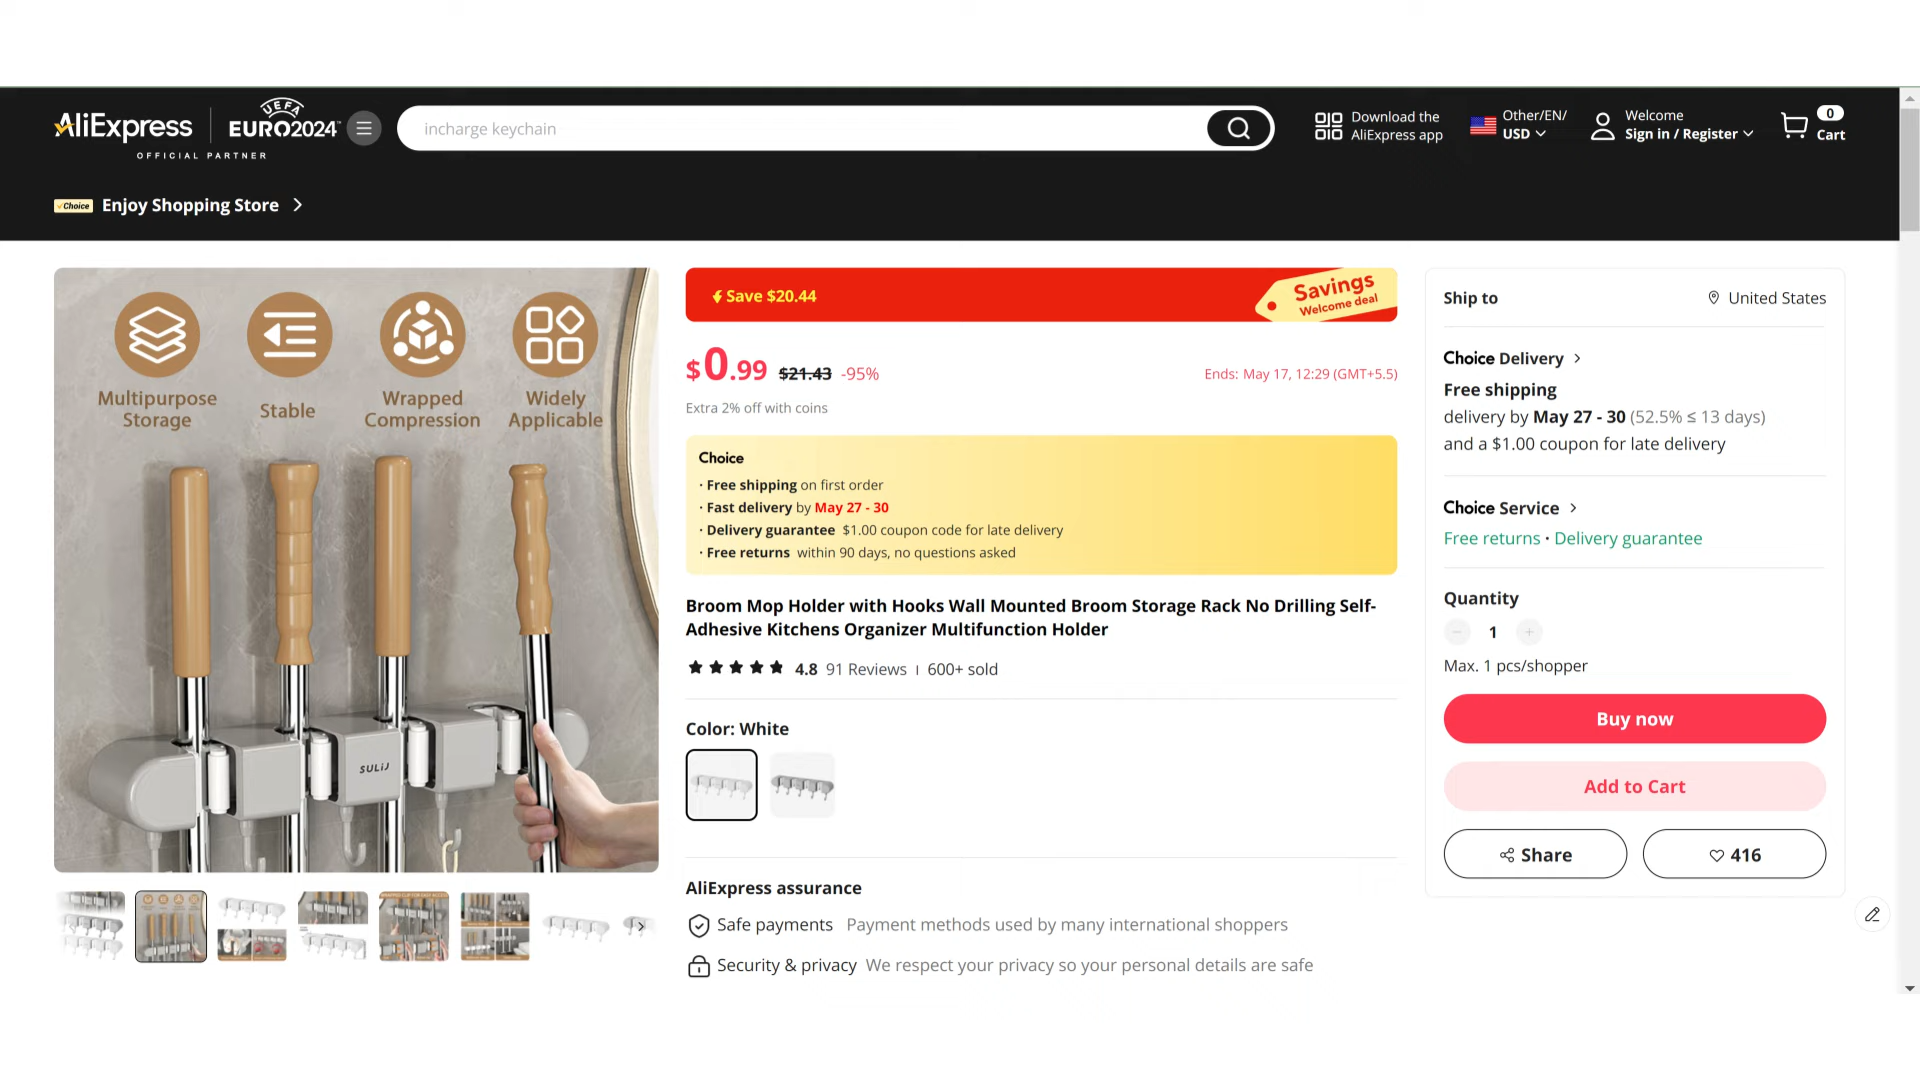 AliExpress
UEFA
EURO2024™
OFFICIAL PARTNER
incharge keychain
Download the
AliExpress app
Other/EN/
USD
Welcome
Sign in / Register
0
Cart
Choice Enjoy Shopping Store
Multipurpose
Storage
Stable
Wrapped
Compression
Widely
Applicable
SULIJ
Save $20.44
Savings
Welcome deal
$0.99 $21.43 -95%
Ends: May 17, 12:29 (GMT+5.5)
Extra 2% off with coins
Choice
· Free shipping on first order
· Fast delivery by May 27 - 30
· Delivery guarantee $1.00 coupon code for late delivery
· Free returns within 90 days, no questions asked
Broom Mop Holder with Hooks Wall Mounted Broom Storage Rack No Drilling Self-
Adhesive Kitchens Organizer Multifunction Holder
4.8 91 Reviews | 600+ sold
Color: White
AliExpress assurance
Safe payments Payment methods used by many international shoppers
Security & privacy We respect your privacy so your personal details are safe
Ship to United States
Choice Delivery
Free shipping
delivery by May 27 - 30 (52.5% ≤ 13 days)
and a $1.00 coupon for late delivery
Choice Service
Free returns · Delivery guarantee
Quantity
− 1 +
Max. 1 pcs/shopper
Buy now
Add to Cart
Share
416